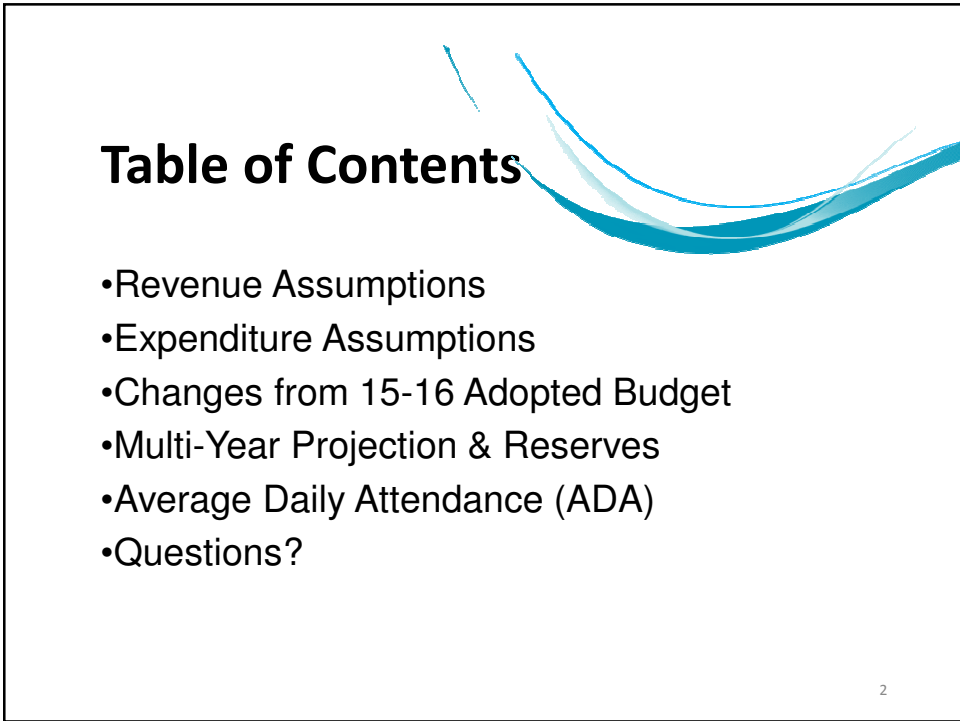 Table of Contents
•Revenue Assumptions
•Expenditure Assumptions
•Changes from 15-16 Adopted Budget
•Multi-Year Projection & Reserves
•Average Daily Attendance (ADA)
•Questions?
2